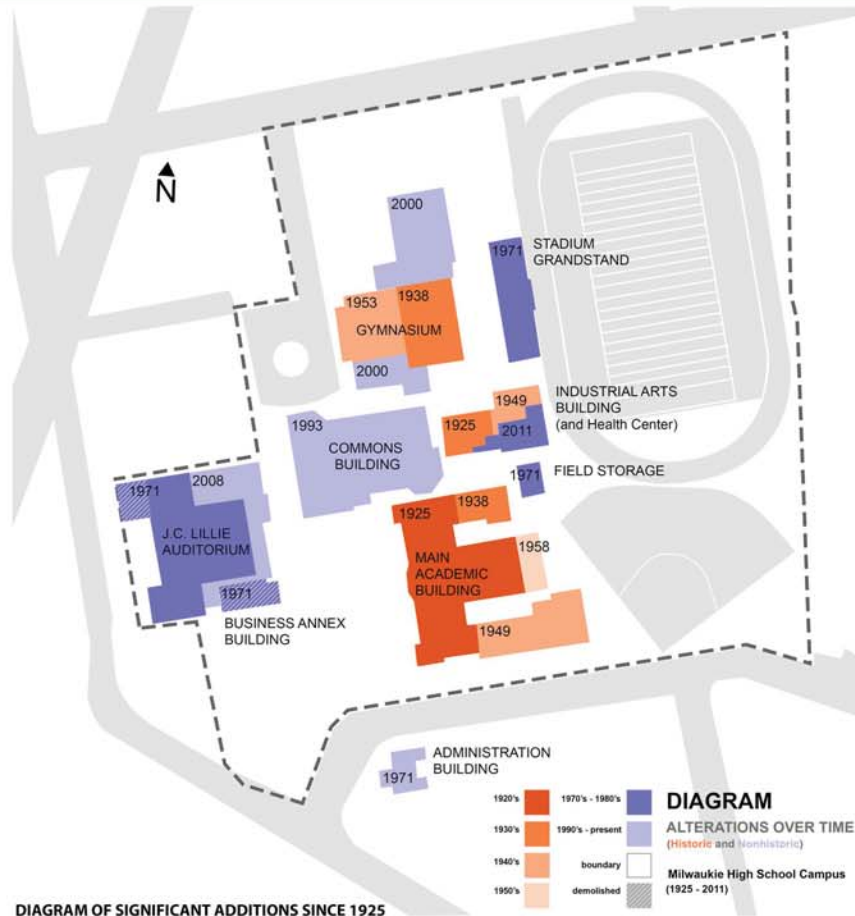 N
2000
1971
STADIUM
GRANDSTAND
1953
1938
GYMNASIUM
2000
1949
INDUSTRIAL ARTS
BUILDING
(and Health Center)
1925
2011
1993
COMMONS
BUILDING
1971
FIELD STORAGE
1971
2008
J.C. LILLIE
AUDITORIUM
1925
1938
MAIN
ACADEMIC
BUILDING
1958
1971
BUSINESS ANNEX
BUILDING
1949
ADMINISTRATION
BUILDING
1971
1920's
1970's - 1980's
1930's
1990's - present
1940's
boundary
1950's
demolished
DIAGRAM
ALTERATIONS OVER TIME
(Historic and Nonhistoric)
Milwaukie High School Campus
(1925 - 2011)
DIAGRAM OF SIGNIFICANT ADDITIONS SINCE 1925